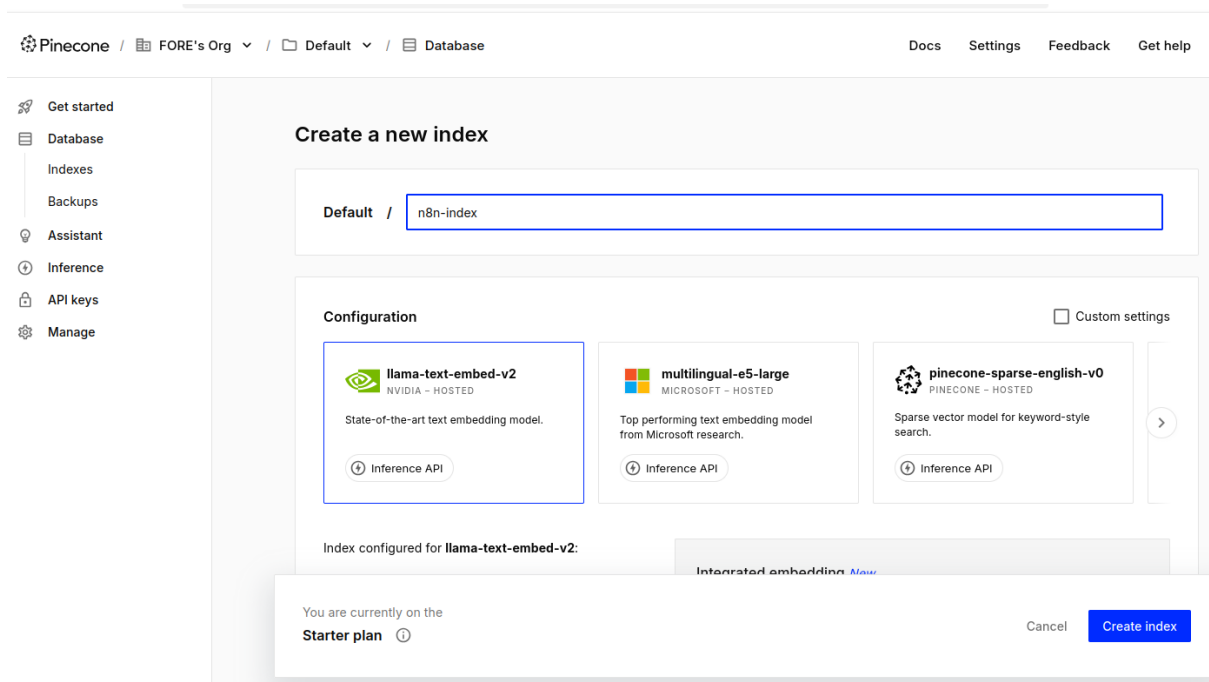 Pinecone / FORE's Org / Default / Database
Docs Settings Feedback Get help
Get started
Database
Indexes
Backups
Assistant
Inference
API keys
Manage
Create a new index
Default / n8n-index
Configuration
Custom settings
llama-text-embed-v2
NVIDIA – HOSTED
State-of-the-art text embedding model.
Inference API
multilingual-e5-large
MICROSOFT – HOSTED
Top performing text embedding model
from Microsoft research.
Inference API
pinecone-sparse-english-v0
PINECONE – HOSTED
Sparse vector model for keyword-style
search.
Inference API
Index configured for llama-text-embed-v2:
Integrated embedding New
You are currently on the
Starter plan
Cancel
Create index